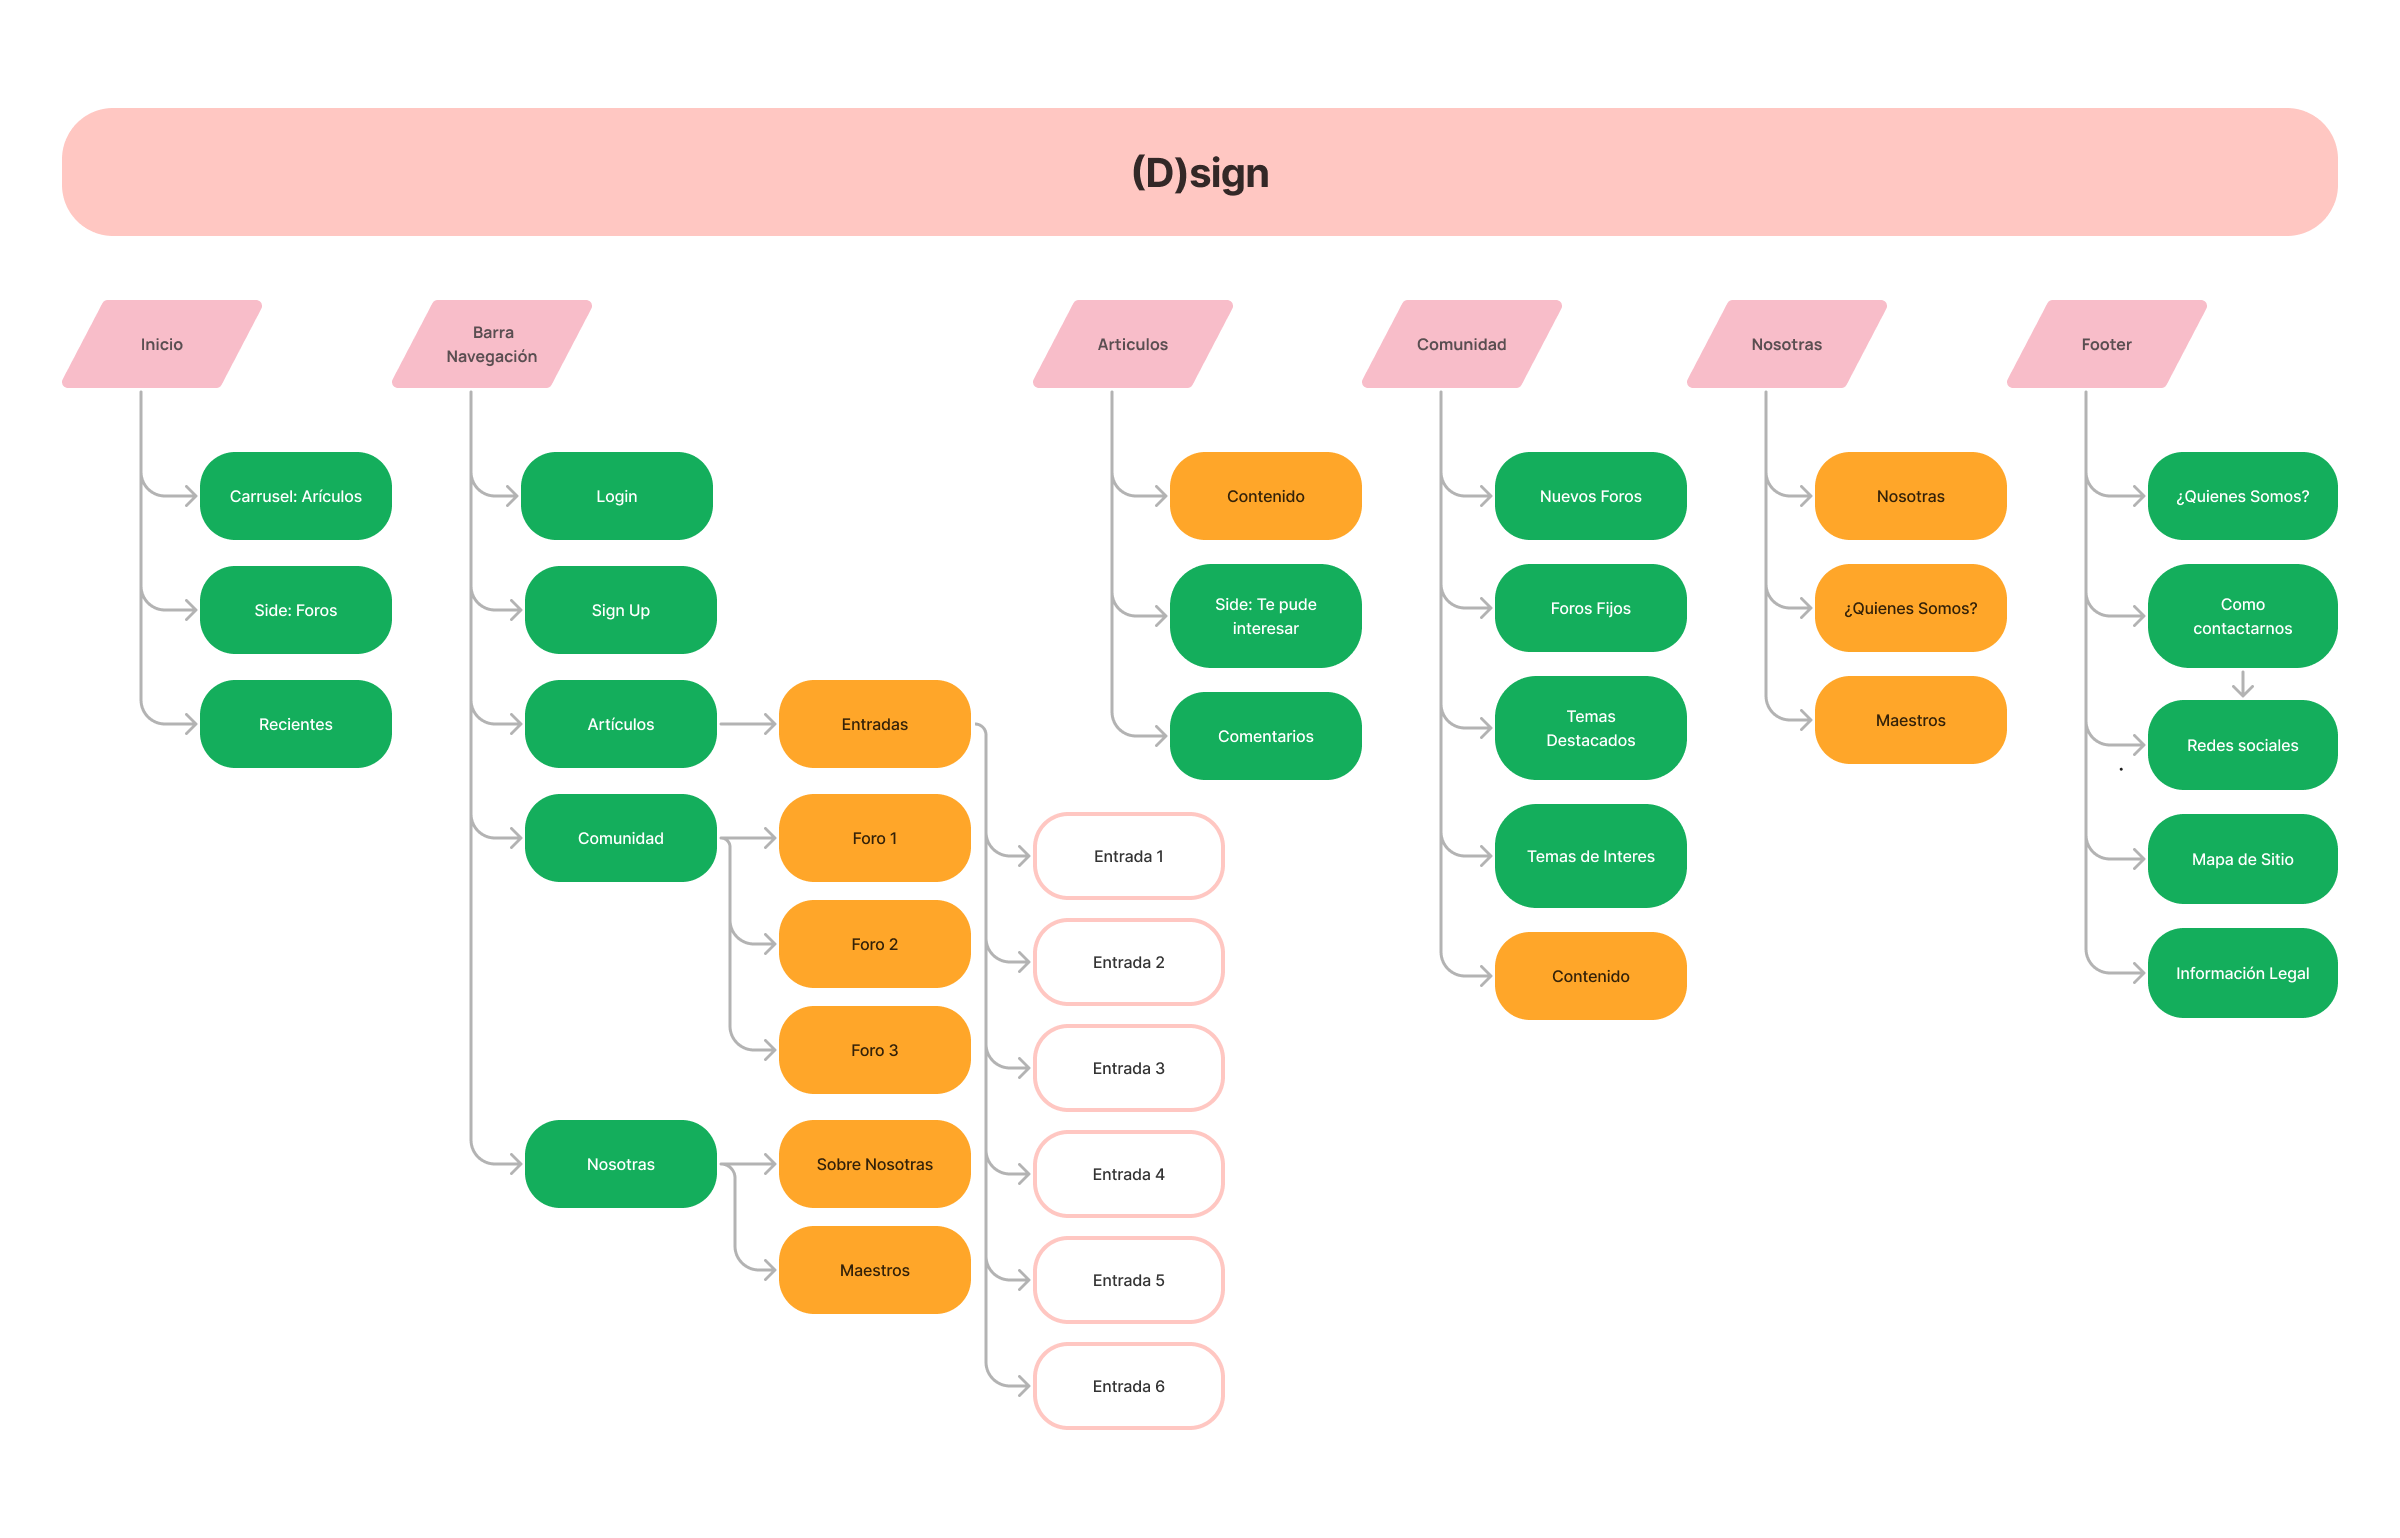 (D)sign
Inicio
Carrusel: Arículos
Side: Foros
Recientes
Barra
Navegación
Login
Sign Up
Artículos
Comunidad
Nosotras
Entradas
Foro 1
Foro 2
Foro 3
Sobre Nosotras
Maestros
Entrada 1
Entrada 2
Entrada 3
Entrada 4
Entrada 5
Entrada 6
Articulos
Contenido
Side: Te pude
interesar
Comentarios
Comunidad
Nuevos Foros
Foros Fijos
Temas
Destacados
Temas de Interes
Contenido
Nosotras
Nosotras
¿Quienes Somos?
Maestros
Footer
¿Quienes Somos?
Como
contactarnos
Redes sociales
.
Mapa de Sitio
Información Legal